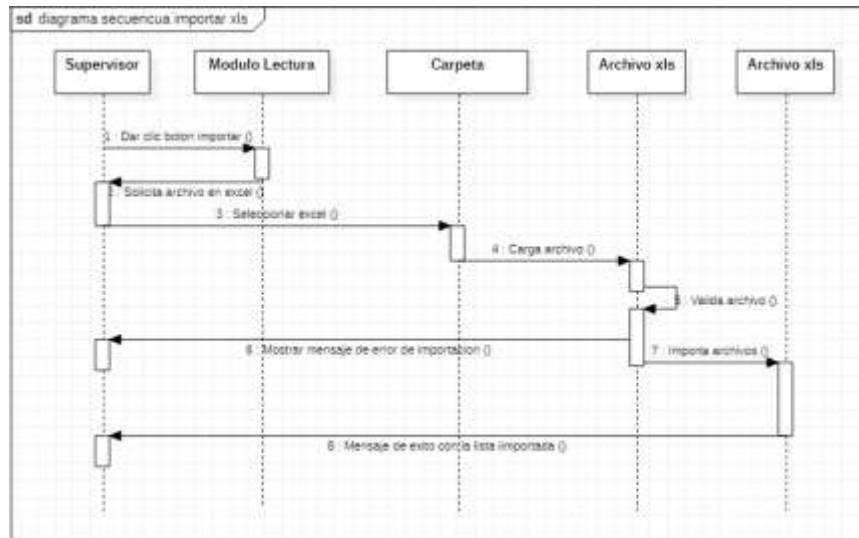 sd diagrama secuencua importar xls
Supervisor
Modulo Lectura
Carpeta
Archivo xls
Archivo xls
1 : Dar clic boton importar ()
2 : Solicita archivo en excel ()
3 : Seleccionar excel ()
4 : Carga archivo ()
5 : Valida archivo ()
6 : Mostrar mensaje de error de importacion ()
7 : Importa archivos ()
: Mensaje de exito con la lista importada ()